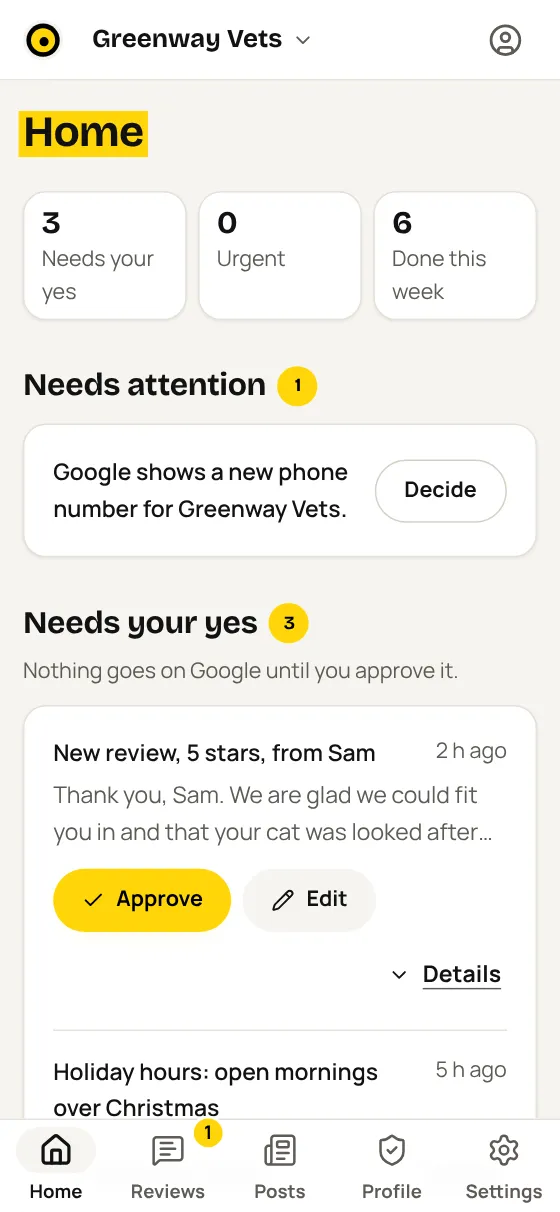 Greenway Vets
Home
3
Needs your
yes
0
Urgent
6
Done this
week
Needs attention 1
Google shows a new phone
number for Greenway Vets.
Decide
Needs your yes 3
Nothing goes on Google until you approve it.
New review, 5 stars, from Sam 2 h ago
Thank you, Sam. We are glad we could fit
you in and that your cat was looked after…
Approve Edit
Details
Holiday hours: open mornings 5 h ago
over Christmas
1
Home Reviews Posts Profile Settings